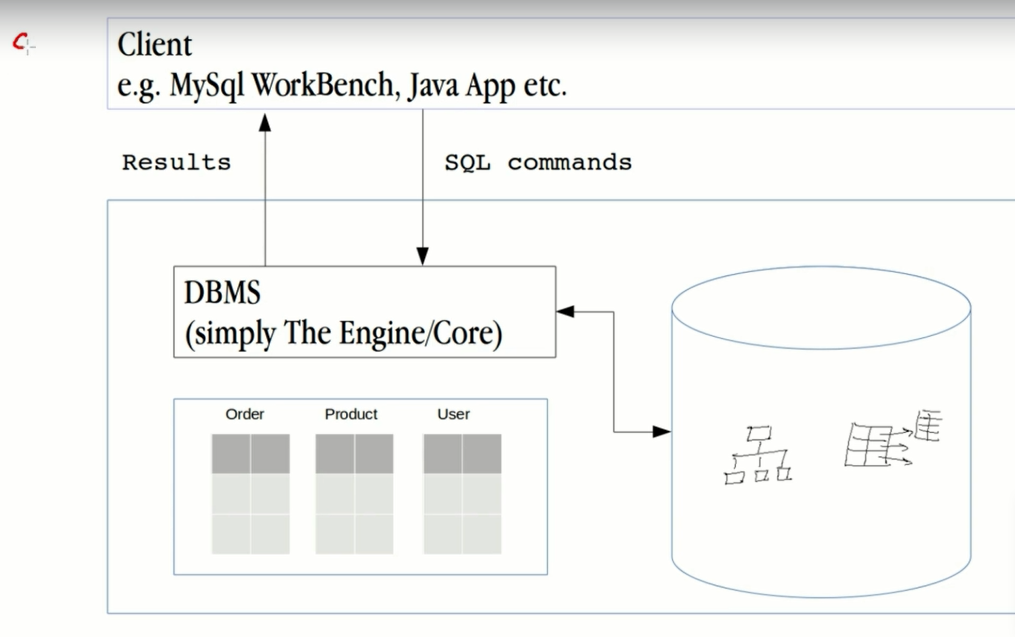 Client
e.g. MySql WorkBench, Java App etc.
Results
SQL commands
DBMS
(simply The Engine/Core)
Order Product User